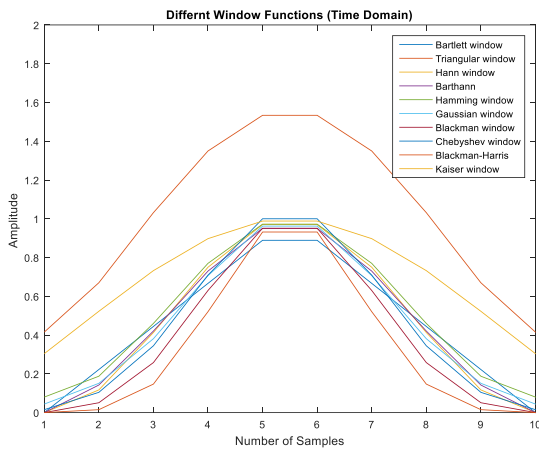 Differnt Window Functions (Time Domain)
2
1.8
1.6
1.4
1.2
1
0.8
0.6
0.4
0.2
0
Amplitude
Bartlett window
Triangular window
Hann window
Barthann
Hamming window
Gaussian window
Blackman window
Chebyshev window
Blackman-Harris
Kaiser window
1 2 3 4 5 6 7 8 9 10
Number of Samples